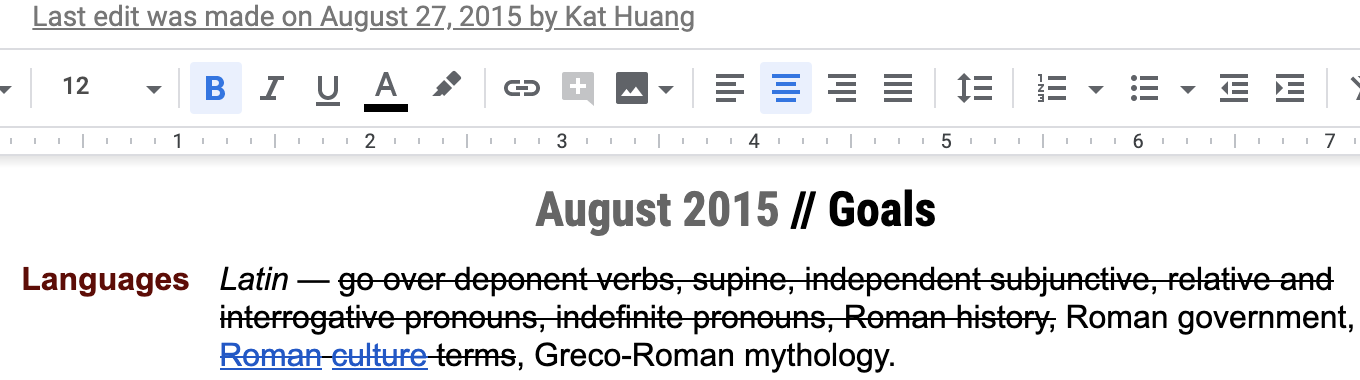 Last edit was made on August 27, 2015 by Kat Huang
12 B I U A
1 2 3 4 5 6 7
August 2015 // Goals
Languages Latin — go over deponent verbs, supine, independent subjunctive, relative and
interrogative pronouns, indefinite pronouns, Roman history, Roman government,
Roman culture terms, Greco-Roman mythology.